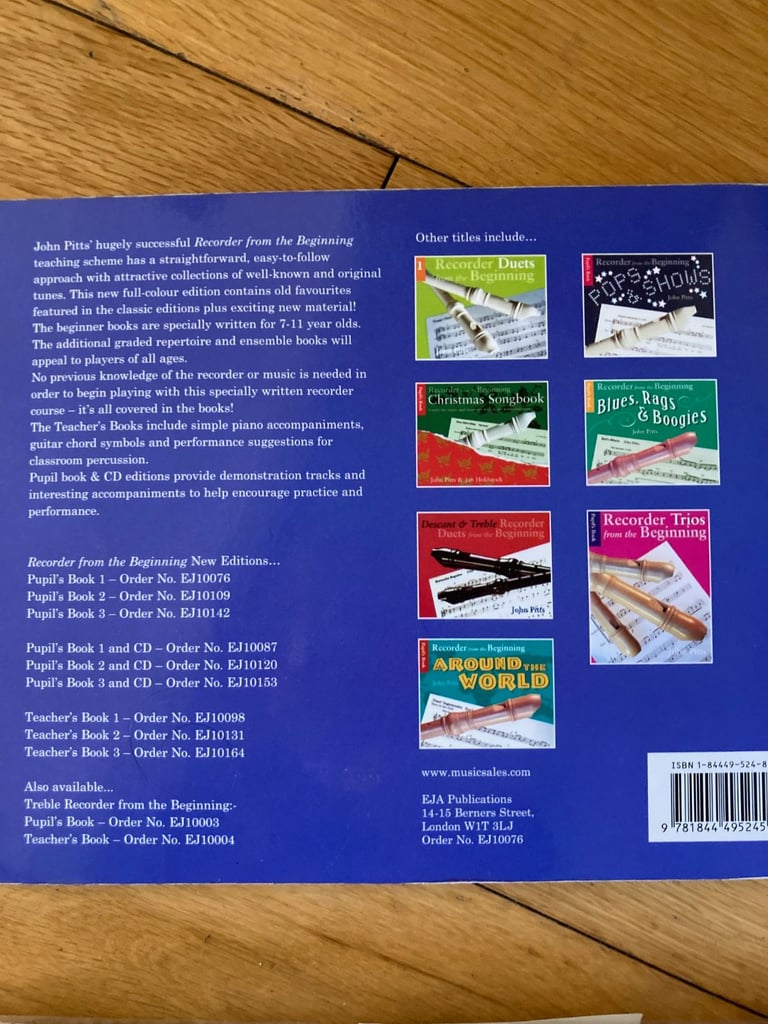 John Pitts' hugely successful Recorder from the Beginning
teaching scheme has a straightforward, easy-to-follow
approach with attractive collections of well-known and original
tunes. This new full-colour edition contains old favourites
featured in the classic editions plus exciting new material!
The beginner books are specially written for 7-11 year olds.
The additional graded repertoire and ensemble books will
appeal to players of all ages.
No previous knowledge of the recorder or music is needed in
order to begin playing with this specially written recorder
course – it's all covered in the books!
The Teacher's Books include simple piano accompaniments,
guitar chord symbols and performance suggestions for
classroom percussion.
Pupil book & CD editions provide demonstration tracks and
interesting accompaniments to help encourage practice and
performance.
Recorder from the Beginning New Editions...
Pupil's Book 1 – Order No. EJ10076
Pupil's Book 2 – Order No. EJ10109
Pupil's Book 3 – Order No. EJ10142
Pupil's Book 1 and CD – Order No. EJ10087
Pupil's Book 2 and CD – Order No. EJ10120
Pupil's Book 3 and CD – Order No. EJ10153
Teacher's Book 1 – Order No. EJ10098
Teacher's Book 2 – Order No. EJ10131
Teacher's Book 3 – Order No. EJ10164
Also available...
Treble Recorder from the Beginning:-
Pupil's Book – Order No. EJ10003
Teacher's Book – Order No. EJ10004
Other titles include...
1
Recorder Duets
from the Beginning
Pupil's Book
Recorder from the Beginning
POPS
& SHOWS
John Pitts
Pupil's Book
Recorder from the Beginning
Christmas Songbook
John Pitts & Jan Holdstock
Recorder from the Beginning
Blues, Rags
& Boogies
John Pitts
Descant & Treble Recorder
Duets from the Beginning
John Pitts
Pupil's Book
Recorder Trios
from the Beginning
John Pitts
Pupil's Book
Recorder from the Beginning
AROUND THE
WORLD
John Pitts
www.musicsales.com
EJA Publications
14-15 Berners Street,
London W1T 3LJ
Order No. EJ10076
ISBN 1-84449-524-8
9 781844 495245